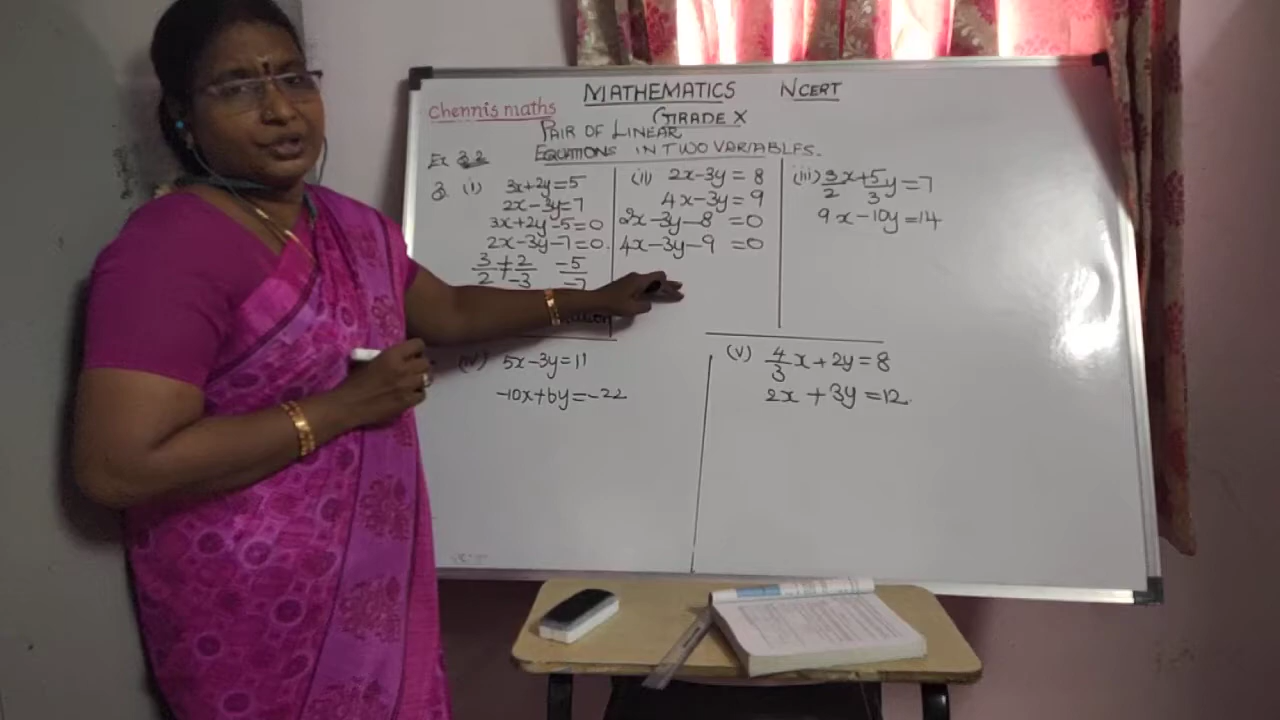 MATHEMATICS NCERT
Chennis maths
GRADE X
PAIR OF LINEAR
Ex 3.2 EQUATIONS IN TWO VARIABLES.
3. (i) 3x+2y=5
2x-3y=7
3x+2y-5=0
2x-3y-7=0.
3/2 ≠ 2/-3 -5/-7
(ii) 2x-3y=8
4x-3y=9
2x-3y-8=0
4x-3y-9=0
(iii) 3/2x+5/3y=7
9x-10y=14
(iv) 5x-3y=11
-10x+6y=-22
(v) 4/3x+2y=8
2x+3y=12.